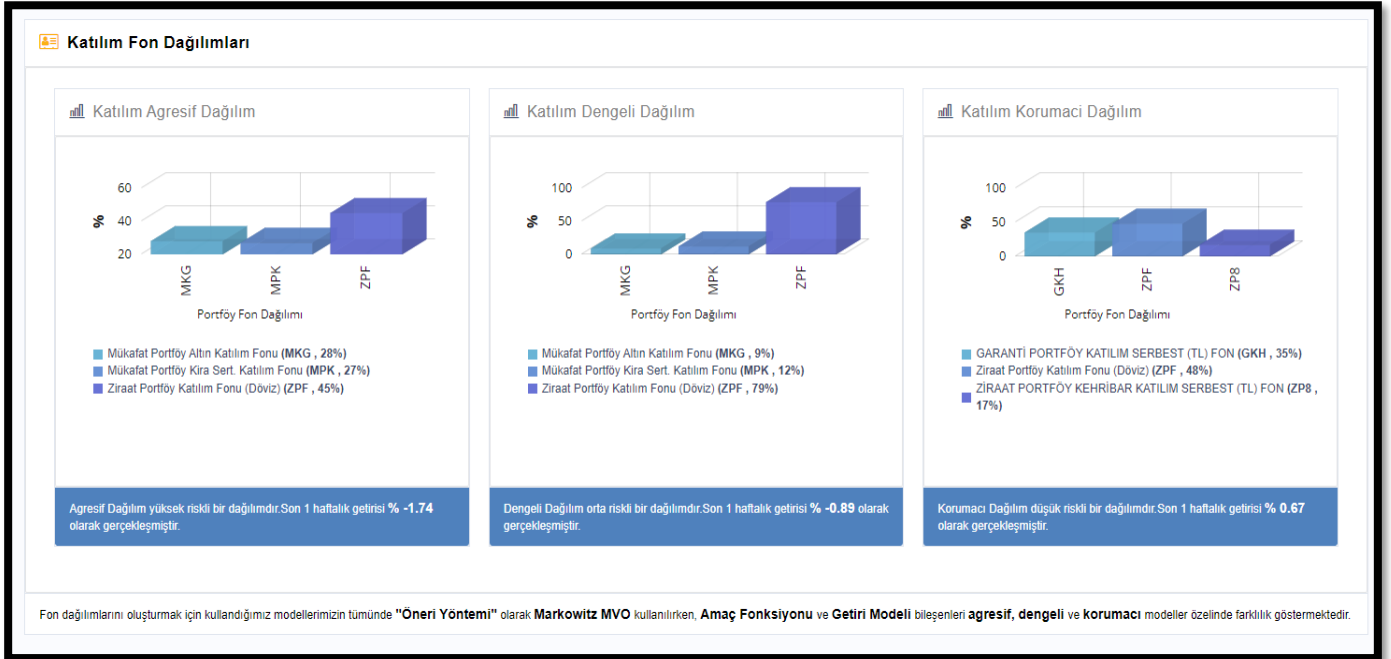 Katılım Fon Dağılımları
Katılım Agresif Dağılım
60
40
20
%
MKG
MPK
ZPF
Portföy Fon Dağılımı
Mükafat Portföy Altın Katılım Fonu (MKG , 28%)
Mükafat Portföy Kira Sert. Katılım Fonu (MPK , 27%)
Ziraat Portföy Katılım Fonu (Döviz) (ZPF , 45%)
Agresif Dağılım yüksek riskli bir dağılımdır.Son 1 haftalık getirisi % -1.74
olarak gerçekleşmiştir.
Katılım Dengeli Dağılım
100
50
0
%
MKG
MPK
ZPF
Portföy Fon Dağılımı
Mükafat Portföy Altın Katılım Fonu (MKG , 9%)
Mükafat Portföy Kira Sert. Katılım Fonu (MPK , 12%)
Ziraat Portföy Katılım Fonu (Döviz) (ZPF , 79%)
Dengeli Dağılım orta riskli bir dağılımdır.Son 1 haftalık getirisi % -0.89 olarak
gerçekleşmiştir.
Katılım Korumaci Dağılım
100
50
0
%
GKH
ZPF
ZP8
Portföy Fon Dağılımı
GARANTİ PORTFÖY KATILIM SERBEST (TL) FON (GKH , 35%)
Ziraat Portföy Katılım Fonu (Döviz) (ZPF , 48%)
ZİRAAT PORTFÖY KEHRİBAR KATILIM SERBEST (TL) FON (ZP8 ,
17%)
Korumacı Dağılım düşük riskli bir dağılımdır.Son 1 haftalık getirisi % 0.67
olarak gerçekleşmiştir.
Fon dağılımlarını oluşturmak için kullandığımız modellerimizin tümünde "Öneri Yöntemi" olarak Markowitz MVO kullanılırken, Amaç Fonksiyonu ve Getiri Modeli bileşenleri agresif, dengeli ve korumacı modeller özelinde farklılık göstermektedir.